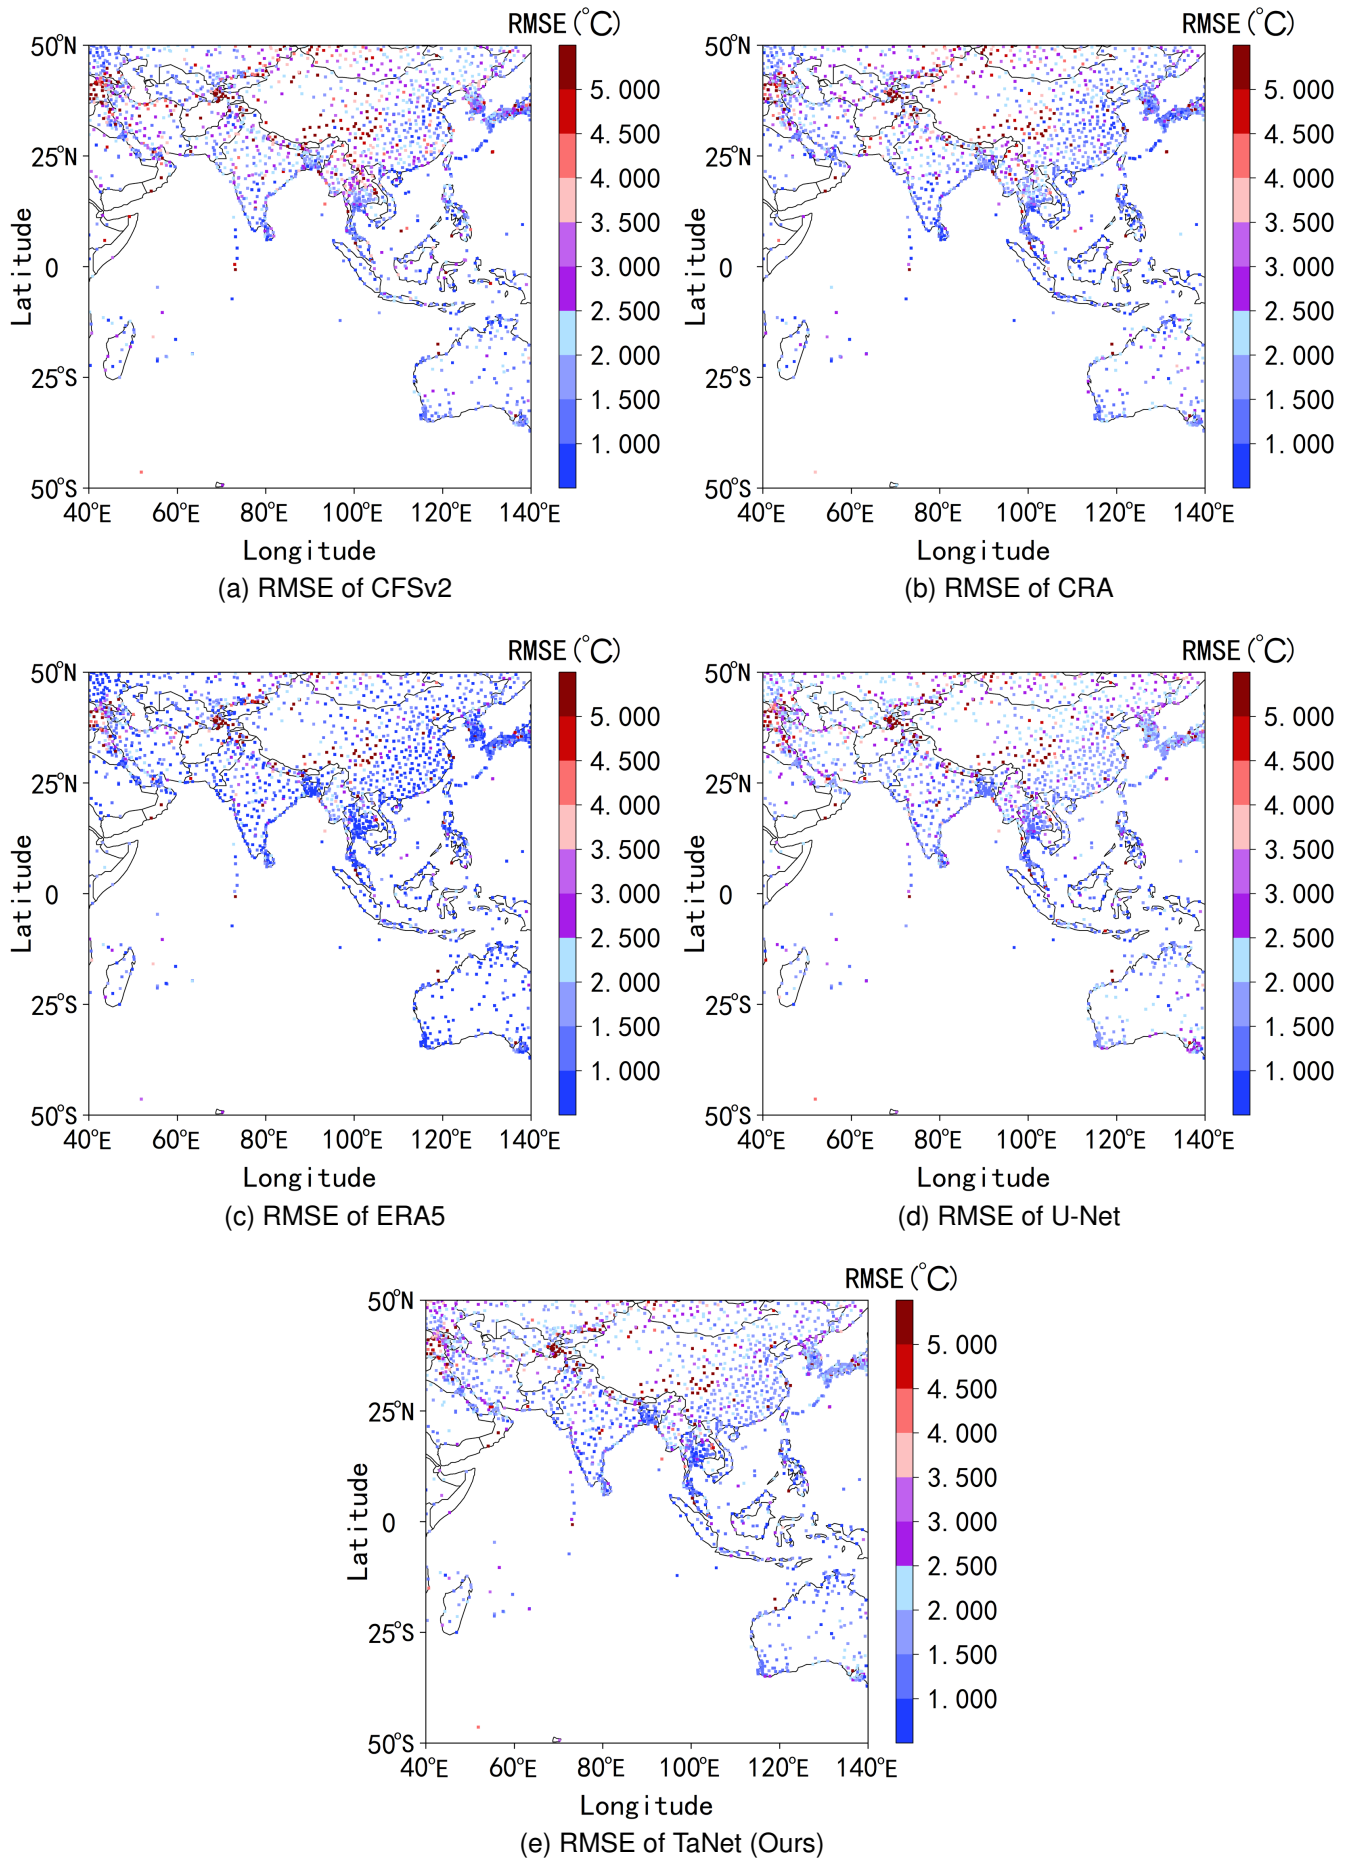 RMSE(°C)
50°N
25°N
0
25°S
50°S
Latitude
40°E 60°E 80°E 100°E 120°E 140°E
Longitude
5.000
4.500
4.000
3.500
3.000
2.500
2.000
1.500
1.000
(a) RMSE of CFSv2
RMSE(°C)
50°N
25°N
0
25°S
50°S
Latitude
40°E 60°E 80°E 100°E 120°E 140°E
Longitude
5.000
4.500
4.000
3.500
3.000
2.500
2.000
1.500
1.000
(b) RMSE of CRA
RMSE(°C)
50°N
25°N
0
25°S
50°S
Latitude
40°E 60°E 80°E 100°E 120°E 140°E
Longitude
5.000
4.500
4.000
3.500
3.000
2.500
2.000
1.500
1.000
(c) RMSE of ERA5
RMSE(°C)
50°N
25°N
0
25°S
50°S
Latitude
40°E 60°E 80°E 100°E 120°E 140°E
Longitude
5.000
4.500
4.000
3.500
3.000
2.500
2.000
1.500
1.000
(d) RMSE of U-Net
RMSE(°C)
50°N
25°N
0
25°S
50°S
Latitude
40°E 60°E 80°E 100°E 120°E 140°E
Longitude
5.000
4.500
4.000
3.500
3.000
2.500
2.000
1.500
1.000
(e) RMSE of TaNet (Ours)